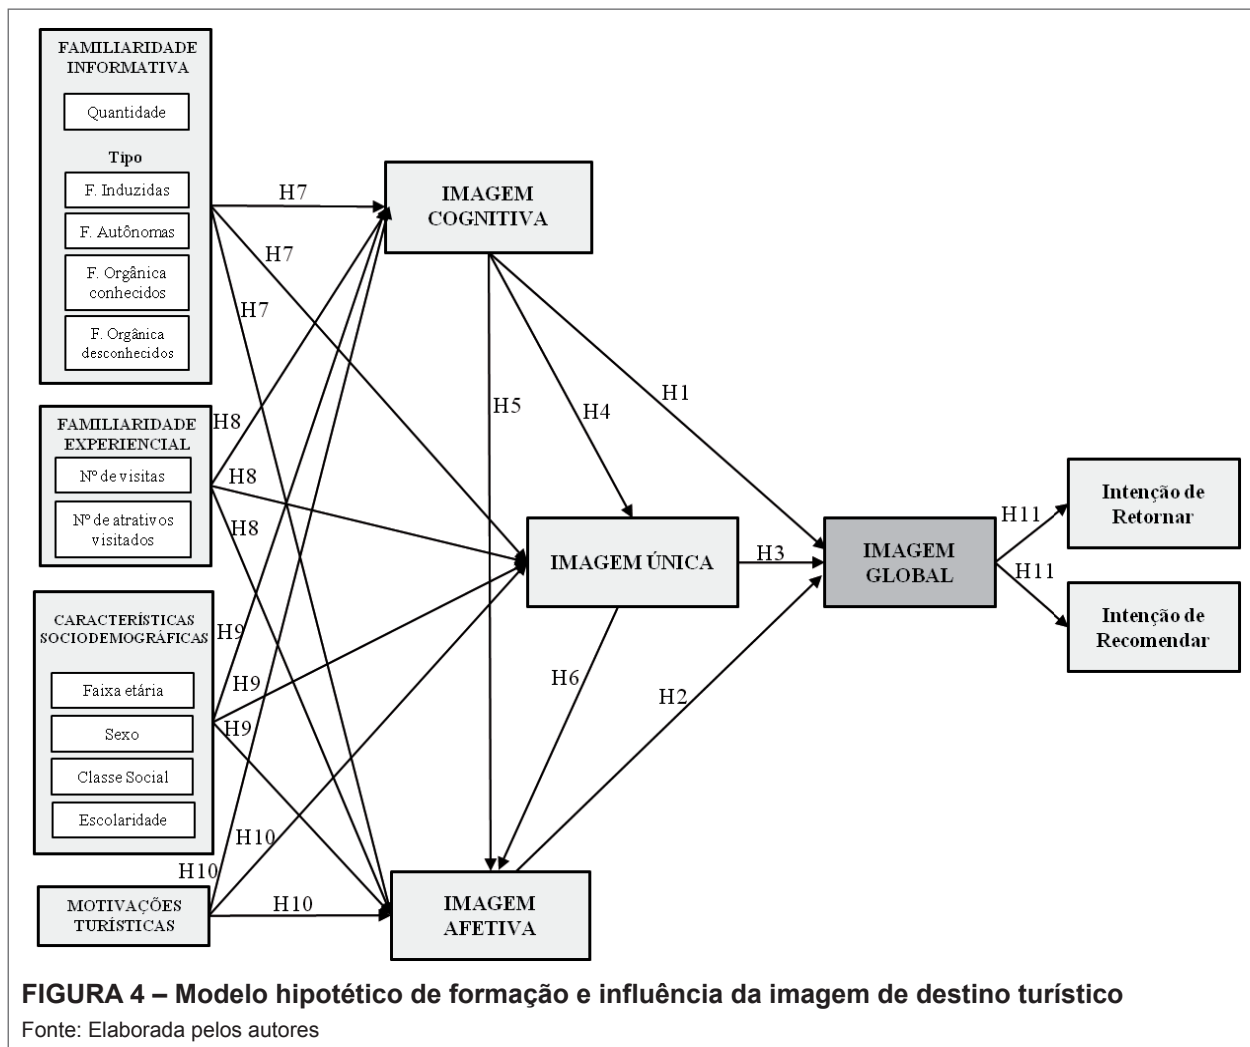 FAMILIARIDADE
INFORMATIVA
Quantidade
Tipo
F. Induzidas
F. Autônomas
F. Orgânica
conhecidos
F. Orgânica
desconhecidos
FAMILIARIDADE
EXPERIENCIAL
Nº de visitas
Nº de atrativos
visitados
CARACTERÍSTICAS
SOCIODEMOGRÁFICAS
Faixa etária
Sexo
Classe Social
Escolaridade
MOTIVAÇÕES
TURÍSTICAS
H7
H7
H7
H8
H8
H8
H9
H9
H9
H10
H10
H10
IMAGEM
COGNITIVA
H5
H4
H1
IMAGEM ÚNICA
H3
H6
H2
IMAGEM
AFETIVA
IMAGEM
GLOBAL
H11
H11
Intenção de
Retornar
Intenção de
Recomendar
FIGURA 4 – Modelo hipotético de formação e influência da imagem de destino turístico
Fonte: Elaborada pelos autores